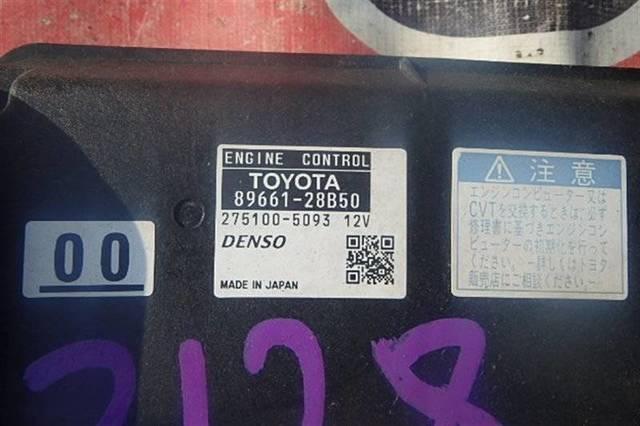 ENGINE CONTROL
TOYOTA
89661-28B50
275100-5093 12V
DENSO
MADE IN JAPAN
00
注意
エンジンコンピューター又は
CVTを交換するときは、必ず
修理書に基づきエンジンコン
ピューターの初期化を行って
ください。 詳しくはトヨタ
販売店にご相談ください。
2128